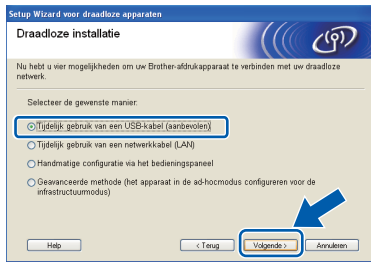 Setup Wizard voor draadloze apparaten
Draadloze installatie
Nu hebt u vier mogelijkheden om uw Brother-afdrukapparaat te verbinden met uw draadloze
netwerk.
Selecteer de gewenste manier:
Tijdelijk gebruik van een USB-kabel (aanbevolen)
Tijdelijk gebruik van een netwerkkabel (LAN)
Handmatige configuratie via het bedieningspaneel
Geavanceerde methode (het apparaat in de ad-hocmodus configureren voor de
infrastructuurmodus)
Help
< Terug
Volgende >
Annuleren